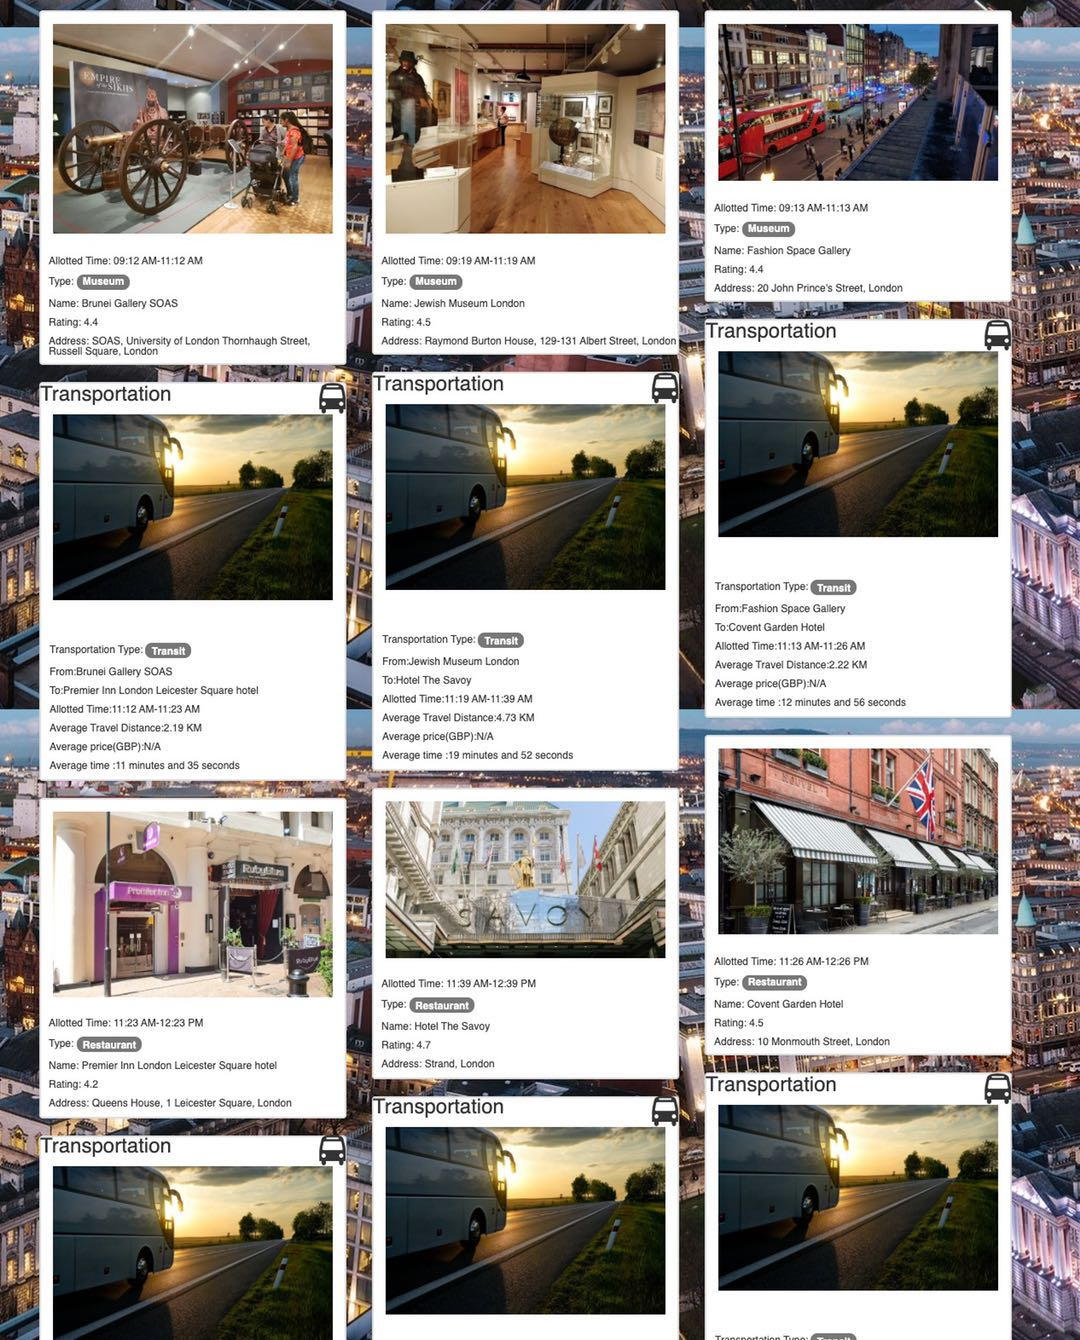 EMPIRE
of the SIKHS
Allotted Time: 09:12 AM-11:12 AM
Type: Museum
Name: Brunei Gallery SOAS
Rating: 4.4
Address: SOAS, University of London Thornhaugh Street,
Russell Square, London
Transportation
Transportation Type: Transit
From:Brunei Gallery SOAS
To:Premier Inn London Leicester Square hotel
Allotted Time:11:12 AM-11:23 AM
Average Travel Distance:2.19 KM
Average price(GBP):N/A
Average time :11 minutes and 35 seconds
Premier Inn
RubyBlue
RubyBlue
Allotted Time: 11:23 AM-12:23 PM
Type: Restaurant
Name: Premier Inn London Leicester Square hotel
Rating: 4.2
Address: Queens House, 1 Leicester Square, London
Transportation
Allotted Time: 09:19 AM-11:19 AM
Type: Museum
Name: Jewish Museum London
Rating: 4.5
Address: Raymond Burton House, 129-131 Albert Street, London
Transportation
Transportation Type: Transit
From:Jewish Museum London
To:Hotel The Savoy
Allotted Time:11:19 AM-11:39 AM
Average Travel Distance:4.73 KM
Average price(GBP):N/A
Average time :19 minutes and 52 seconds
SAVOY
Allotted Time: 11:39 AM-12:39 PM
Type: Restaurant
Name: Hotel The Savoy
Rating: 4.7
Address: Strand, London
Transportation
Allotted Time: 09:13 AM-11:13 AM
Type: Museum
Name: Fashion Space Gallery
Rating: 4.4
Address: 20 John Prince's Street, London
Transportation
Transportation Type: Transit
From:Fashion Space Gallery
To:Covent Garden Hotel
Allotted Time:11:13 AM-11:26 AM
Average Travel Distance:2.22 KM
Average price(GBP):N/A
Average time :12 minutes and 56 seconds
Allotted Time: 11:26 AM-12:26 PM
Type: Restaurant
Name: Covent Garden Hotel
Rating: 4.5
Address: 10 Monmouth Street, London
Transportation
Transportation Type: Transit